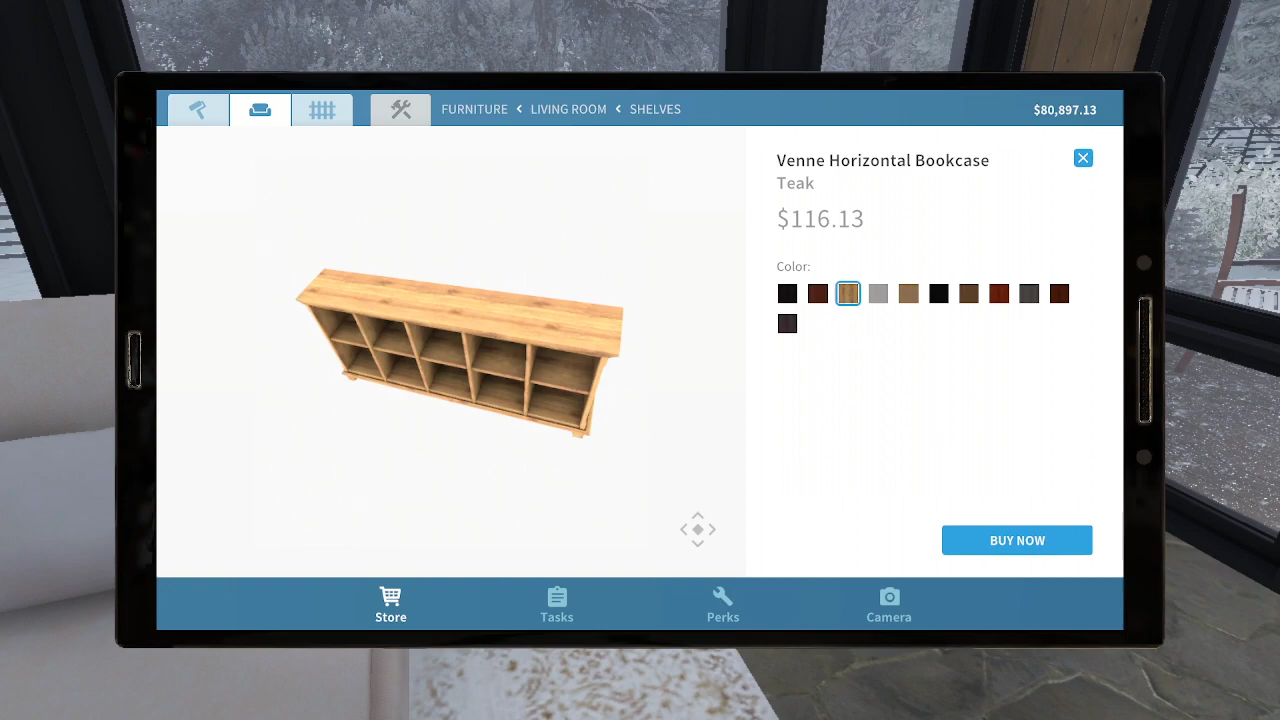 FURNITURE < LIVING ROOM < SHELVES
$80,897.13
Venne Horizontal Bookcase
Teak
$116.13
Color:
BUY NOW
Store
Tasks
Perks
Camera